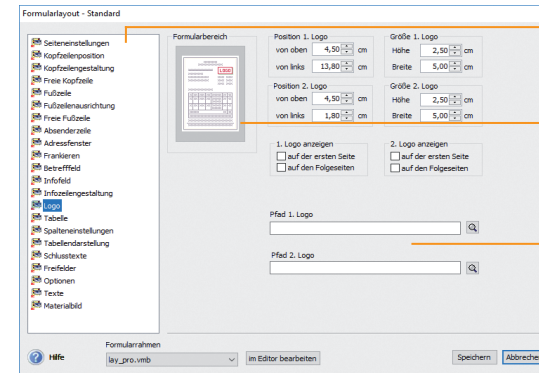 Formularlayout - Standard
Seiteneinstellungen
Kopfzeilenposition
Kopfzeilengestaltung
Freie Kopfzeile
Fußzeile
Fußzeilenausrichtung
Freie Fußzeile
Absenderzeile
Adressfenster
Frankieren
Betrefffeld
Infofeld
Infozeilengestaltung
Logo
Tabelle
Spalteneinstellungen
Tabellendarstellung
Schlusstexte
Freifelder
Optionen
Texte
Materialbild
Formularbereich
LOGO
Position 1. Logo
von oben 4,50 cm
von links 13,80 cm
Größe 1. Logo
Höhe 2,50 cm
Breite 5,00 cm
Position 2. Logo
von oben 4,50 cm
von links 1,80 cm
Größe 2. Logo
Höhe 2,50 cm
Breite 5,00 cm
1. Logo anzeigen
auf der ersten Seite
auf den Folgeseiten
2. Logo anzeigen
auf der ersten Seite
auf den Folgeseiten
Pfad 1. Logo
Pfad 2. Logo
Formularrahmen
? Hilfe lay_pro.vmb im Editor bearbeiten Speichern Abbreche